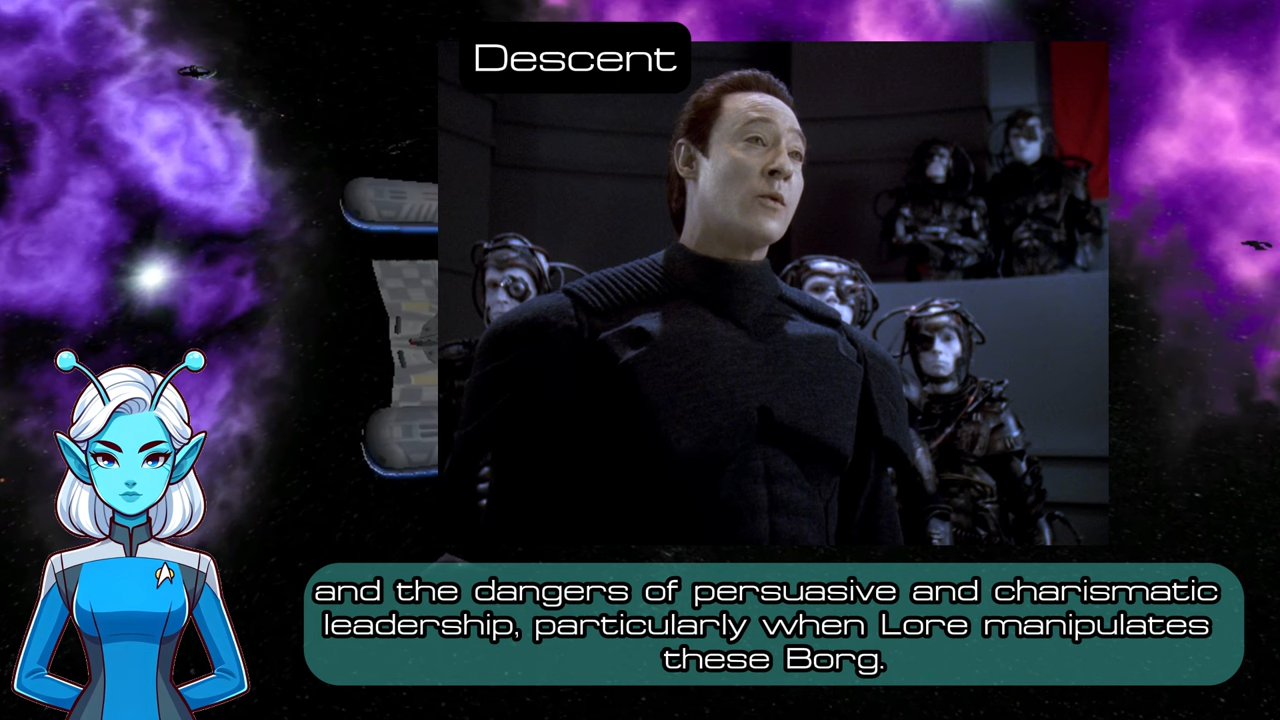 Descent
and the dangers of persuasive and charismatic
leadership, particularly when Lore manipulates
these Borg.